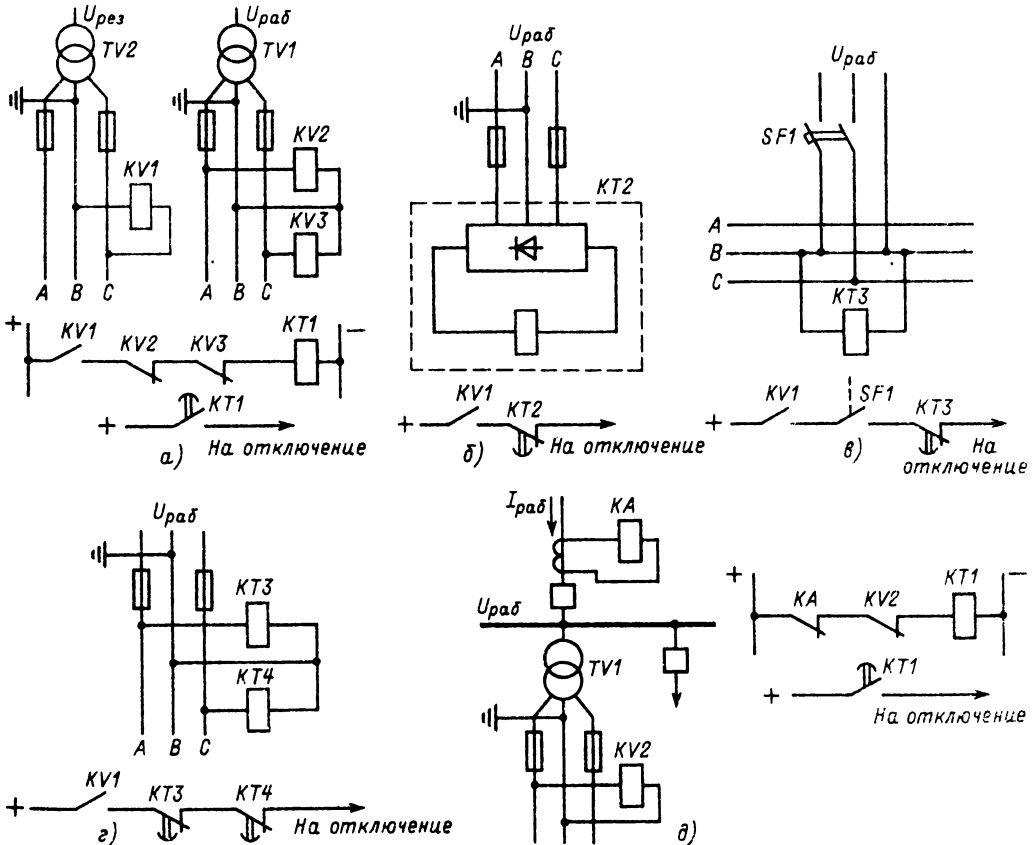 Uрез
TV2
KV1
A B C
Uраб
TV1
KV2
KV3
A B C
+ KV1 KV2 KV3 KT1 −
+ KT1
На отключение
а)
Uраб
A B C
KT2
+ KV1 KT2
На отключение
б)
Uраб
SF1
A
B
C
KT3
+ KV1 SF1 KT3
На отключение
в)
Uраб
KT3
KT4
A B C
+ KV1 KT3 KT4
На отключение
г)
Iраб
KA
Uраб
TV1
KV2
д)
+ KA KV2 KT1 −
+ KT1
На отключение